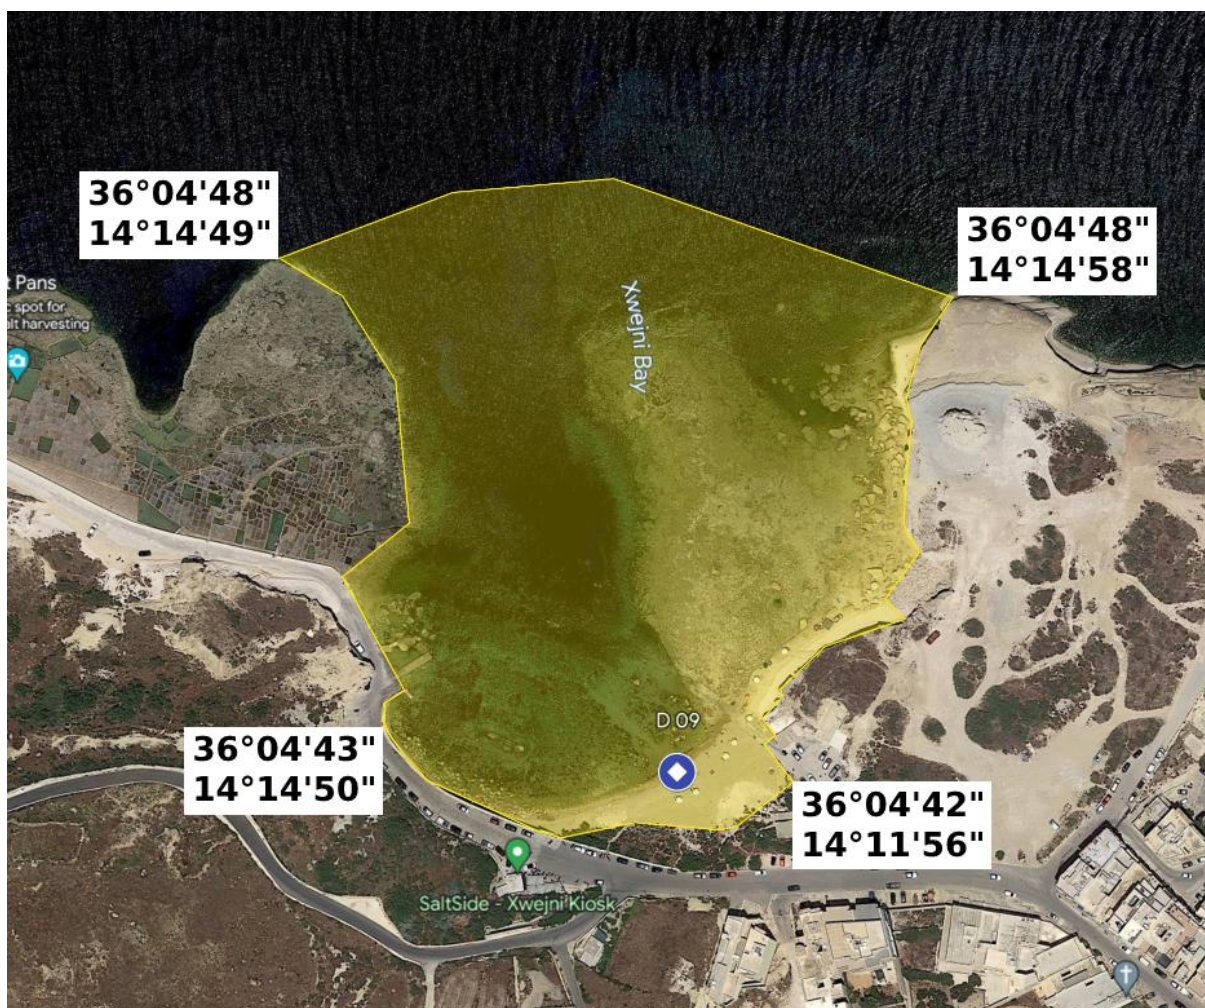 36°04'48"
14°14'49"
36°04'48"
14°14'58"
t Pans
c spot for
alt harvesting
Xwejni Bay
D 09
36°04'43"
14°14'50"
36°04'42"
14°11'56"
SaltSide - Xwejni Kiosk